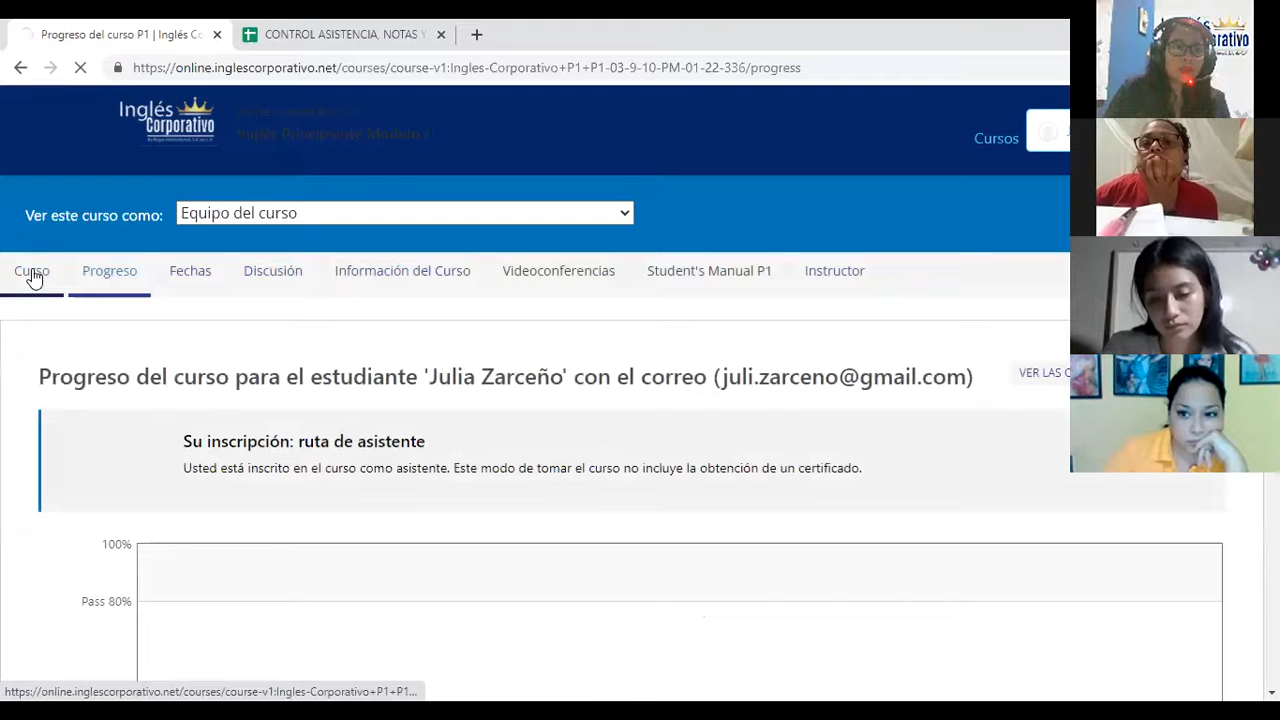 Progreso del curso P1 | Inglés Co
CONTROL ASISTENCIA, NOTAS Y
https://online.inglescorporativo.net/courses/course-v1:Ingles-Corporativo+P1+P1-03-9-10-PM-01-22-336/progress
Inglés
Corporativo
Inglés Principiante Módulo I
Cursos
Ver este curso como:
Equipo del curso
Curso
Progreso
Fechas
Discusión
Información del Curso
Videoconferencias
Student's Manual P1
Instructor
Progreso del curso para el estudiante 'Julia Zarceño' con el correo (juli.zarceno@gmail.com)
VER LAS C
Su inscripción: ruta de asistente
Usted está inscrito en el curso como asistente. Este modo de tomar el curso no incluye la obtención de un certificado.
100%
Pass 80%
https://online.inglescorporativo.net/courses/course-v1:Ingles-Corporativo+P1+P1...